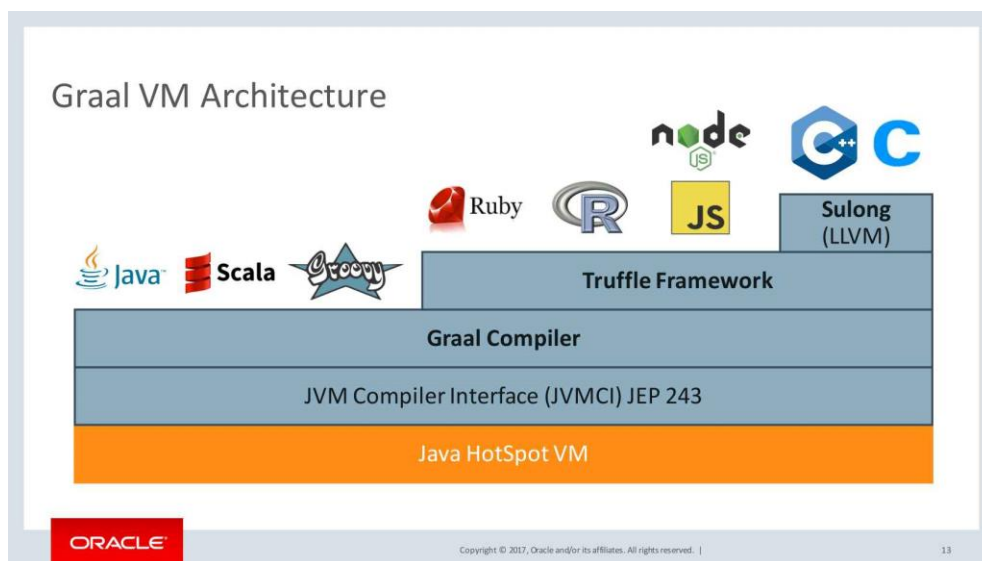 Graal VM Architecture
node
JS
C++
C
Ruby
R
JS
Sulong
(LLVM)
Java
Scala
Groovy
Truffle Framework
Graal Compiler
JVM Compiler Interface (JVMCI) JEP 243
Java HotSpot VM
ORACLE
Copyright © 2017, Oracle and/or its affiliates. All rights reserved. |
13